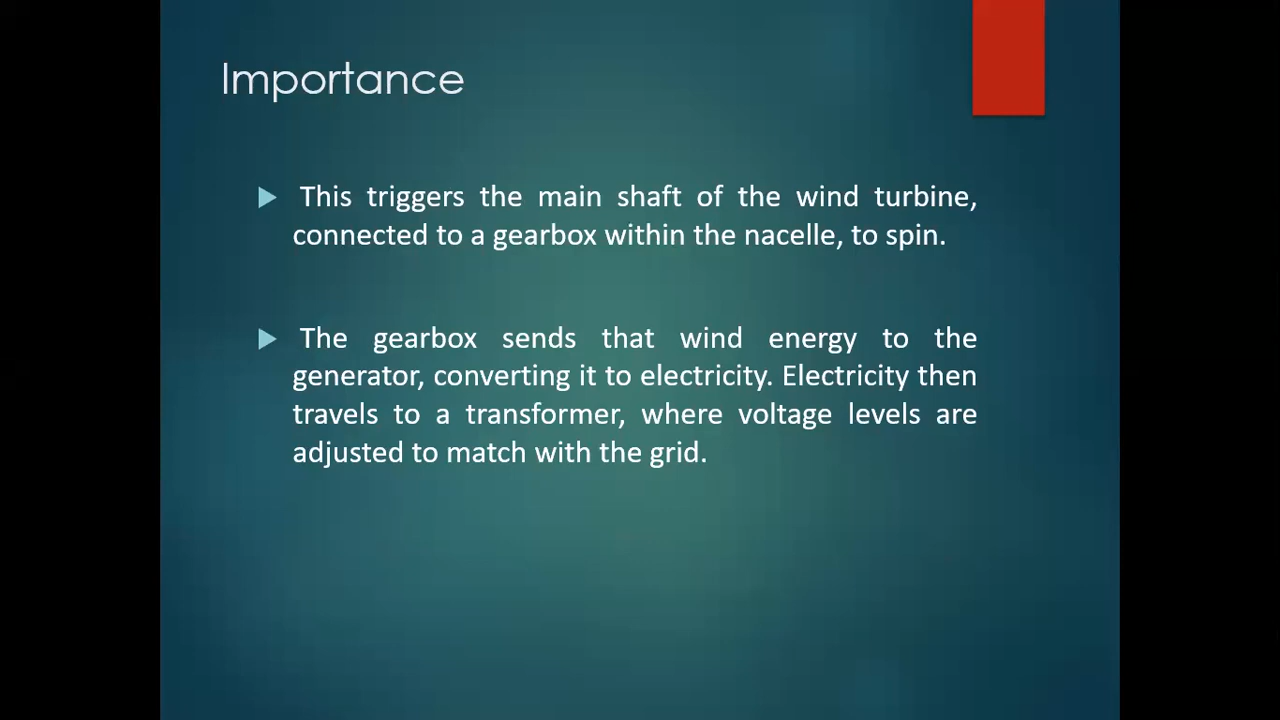 Importance
This triggers the main shaft of the wind turbine,
connected to a gearbox within the nacelle, to spin.
The gearbox sends that wind energy to the
generator, converting it to electricity. Electricity then
travels to a transformer, where voltage levels are
adjusted to match with the grid.